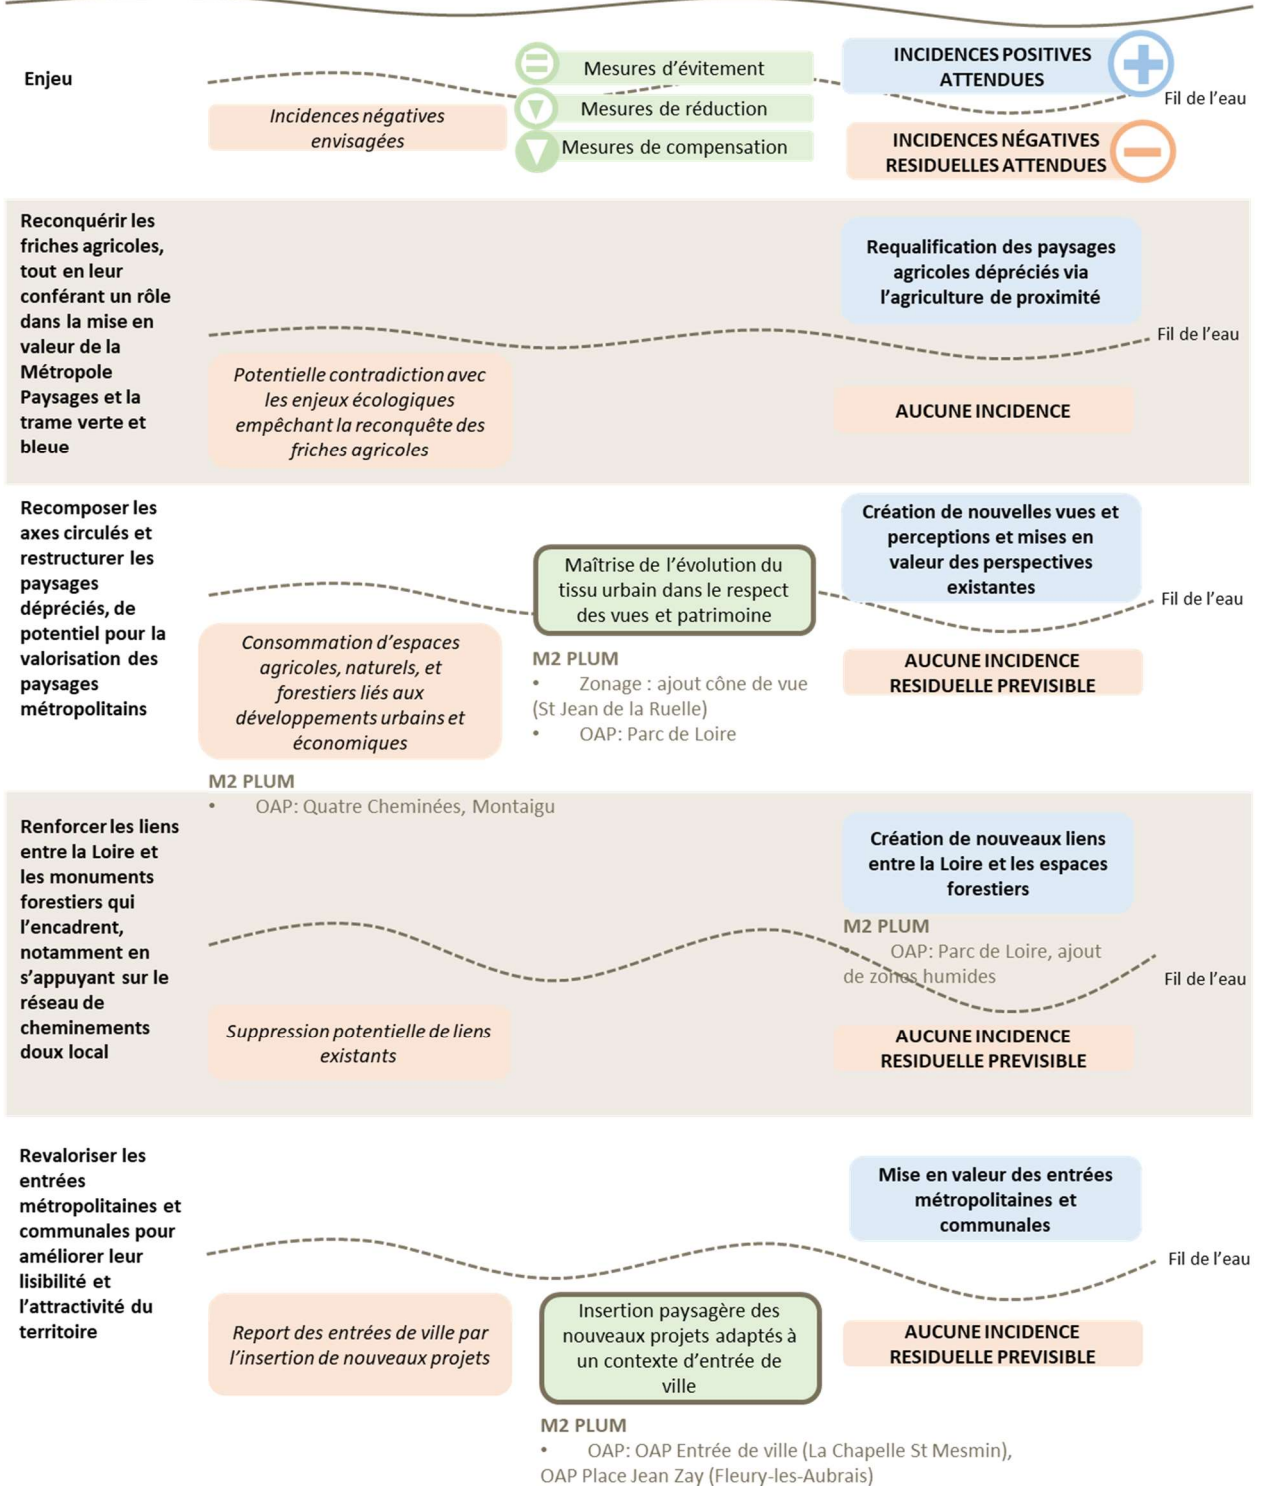 Enjeu
Incidences négatives
envisagées
Mesures d'évitement
Mesures de réduction
Mesures de compensation
INCIDENCES POSITIVES
ATTENDUES
Fil de l'eau
INCIDENCES NÉGATIVES
RESIDUELLES ATTENDUES
Reconquérir les
friches agricoles,
tout en leur
conférant un rôle
dans la mise en
valeur de la
Métropole
Paysages et la
trame verte et
bleue
Potentielle contradiction avec
les enjeux écologiques
empêchant la reconquête des
friches agricoles
Requalification des paysages
agricoles dépréciés via
l'agriculture de proximité
Fil de l'eau
AUCUNE INCIDENCE
Recomposer les
axes circulés et
restructurer les
paysages
dépréciés, de
potentiel pour la
valorisation des
paysages
métropolitains
Consommation d'espaces
agricoles, naturels, et
forestiers liés aux
développements urbains et
économiques
M2 PLUM
• OAP: Quatre Cheminées, Montaigu
Maîtrise de l'évolution du
tissu urbain dans le respect
des vues et patrimoine
M2 PLUM
• Zonage : ajout cône de vue
(St Jean de la Ruelle)
• OAP: Parc de Loire
Création de nouvelles vues et
perceptions et mises en
valeur des perspectives
existantes
Fil de l'eau
AUCUNE INCIDENCE
RESIDUELLE PREVISIBLE
Renforcer les liens
entre la Loire et
les monuments
forestiers qui
l'encadrent,
notamment en
s'appuyant sur le
réseau de
cheminements
doux local
Suppression potentielle de liens
existants
Création de nouveaux liens
entre la Loire et les espaces
forestiers
M2 PLUM
• OAP: Parc de Loire, ajout
de zones humides
Fil de l'eau
AUCUNE INCIDENCE
RESIDUELLE PREVISIBLE
Revaloriser les
entrées
métropolitaines et
communales pour
améliorer leur
lisibilité et
l'attractivité du
territoire
Report des entrées de ville par
l'insertion de nouveaux projets
Insertion paysagère des
nouveaux projets adaptés à
un contexte d'entrée de
ville
M2 PLUM
• OAP: OAP Entrée de ville (La Chapelle St Mesmin),
OAP Place Jean Zay (Fleury-les-Aubrais)
Mise en valeur des entrées
métropolitaines et
communales
Fil de l'eau
AUCUNE INCIDENCE
RESIDUELLE PREVISIBLE